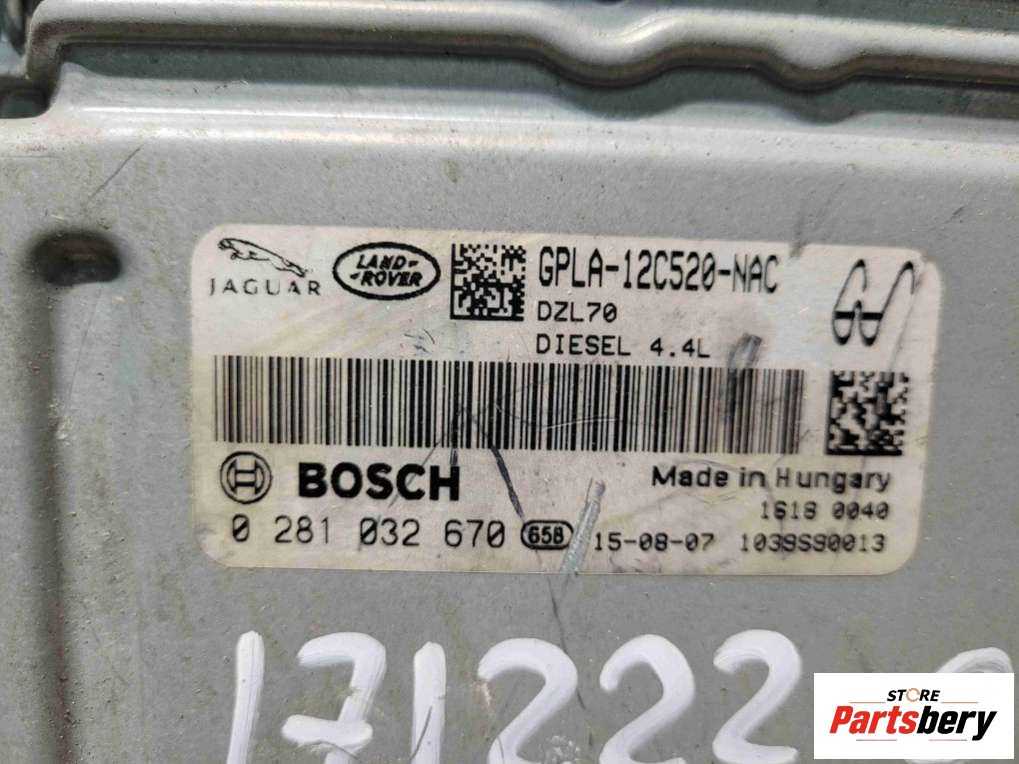 JAGUAR
LAND-
-ROVER
GPLA-12C520-NAC
DZL70
DIESEL 4.4L
BOSCH
Made in Hungary
1618 0040
0 281 032 670 658 15-08-07 1039S90013
171222
STORE
Partsbery